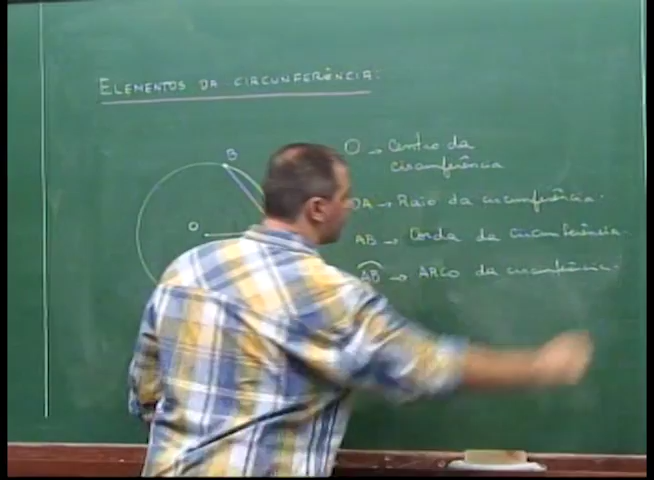 ELEMENTOS DA CIRCUNFERÊNCIA:
B
O
O → Centro da
circunferência
OA → Raio da circunferência.
AB → Corda da circunferência.
AB → ARCO da circunferência.